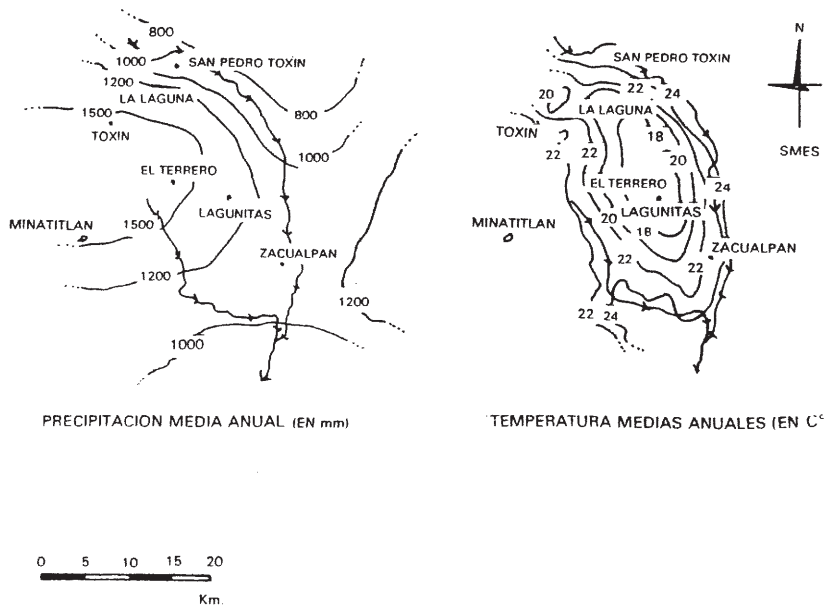 800
1000
SAN PEDRO TOXIN
1200
LA LAGUNA
800
1500
TOXIN
1000
EL TERRERO
LAGUNITAS
1500
MINATITLAN
ZACUALPAN
1200
1200
1000
PRECIPITACION MEDIA ANUAL (EN mm)
SAN PEDRO TOXIN
22
24
20
LA LAGUNA
18
TOXIN
22
22
20
EL TERRERO
24
LAGUNITAS
20
18
MINATITLAN
ZACUALPAN
22
22
22
24
N
SMES
TEMPERATURA MEDIAS ANUALES (EN C°
0 5 10 15 20
Km.